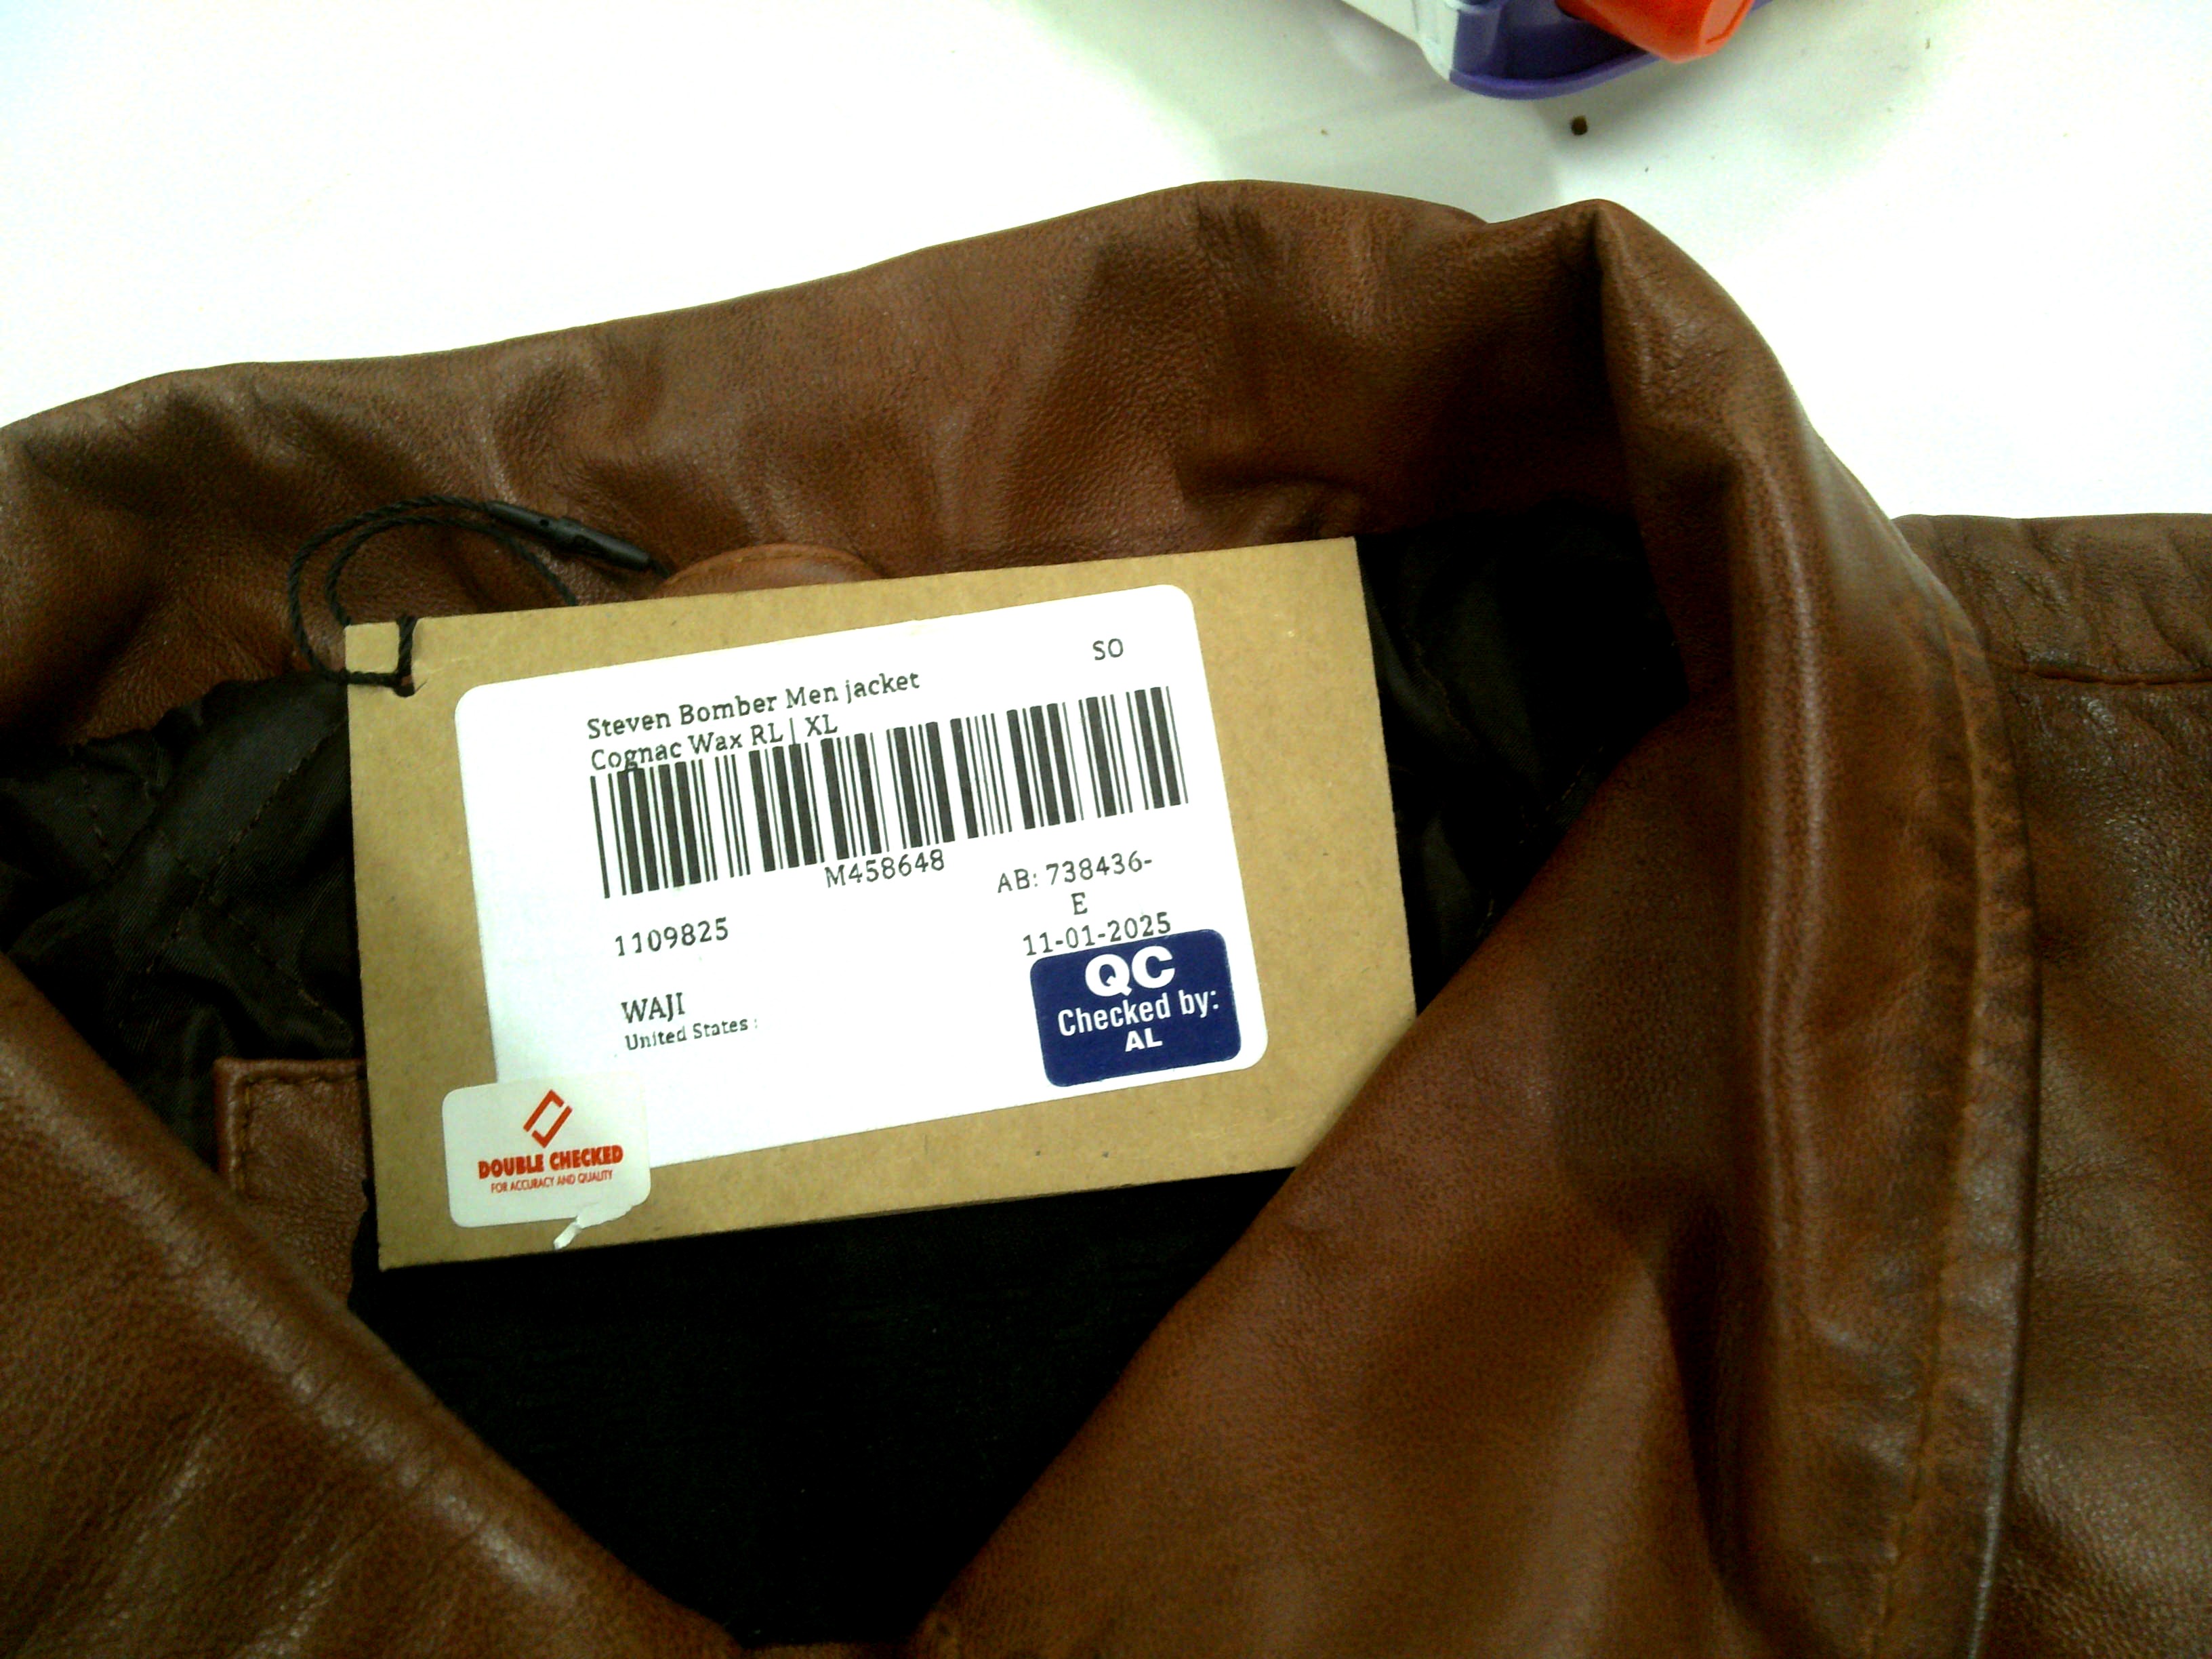 SO
Steven Bomber Men jacket
Cognac Wax RL | XL
M458648
AB: 738436-
E
1109825
11-01-2025
WAJI
United States :
QC
Checked by:
AL
DOUBLE CHECKED
FOR ACCURACY AND QUALITY